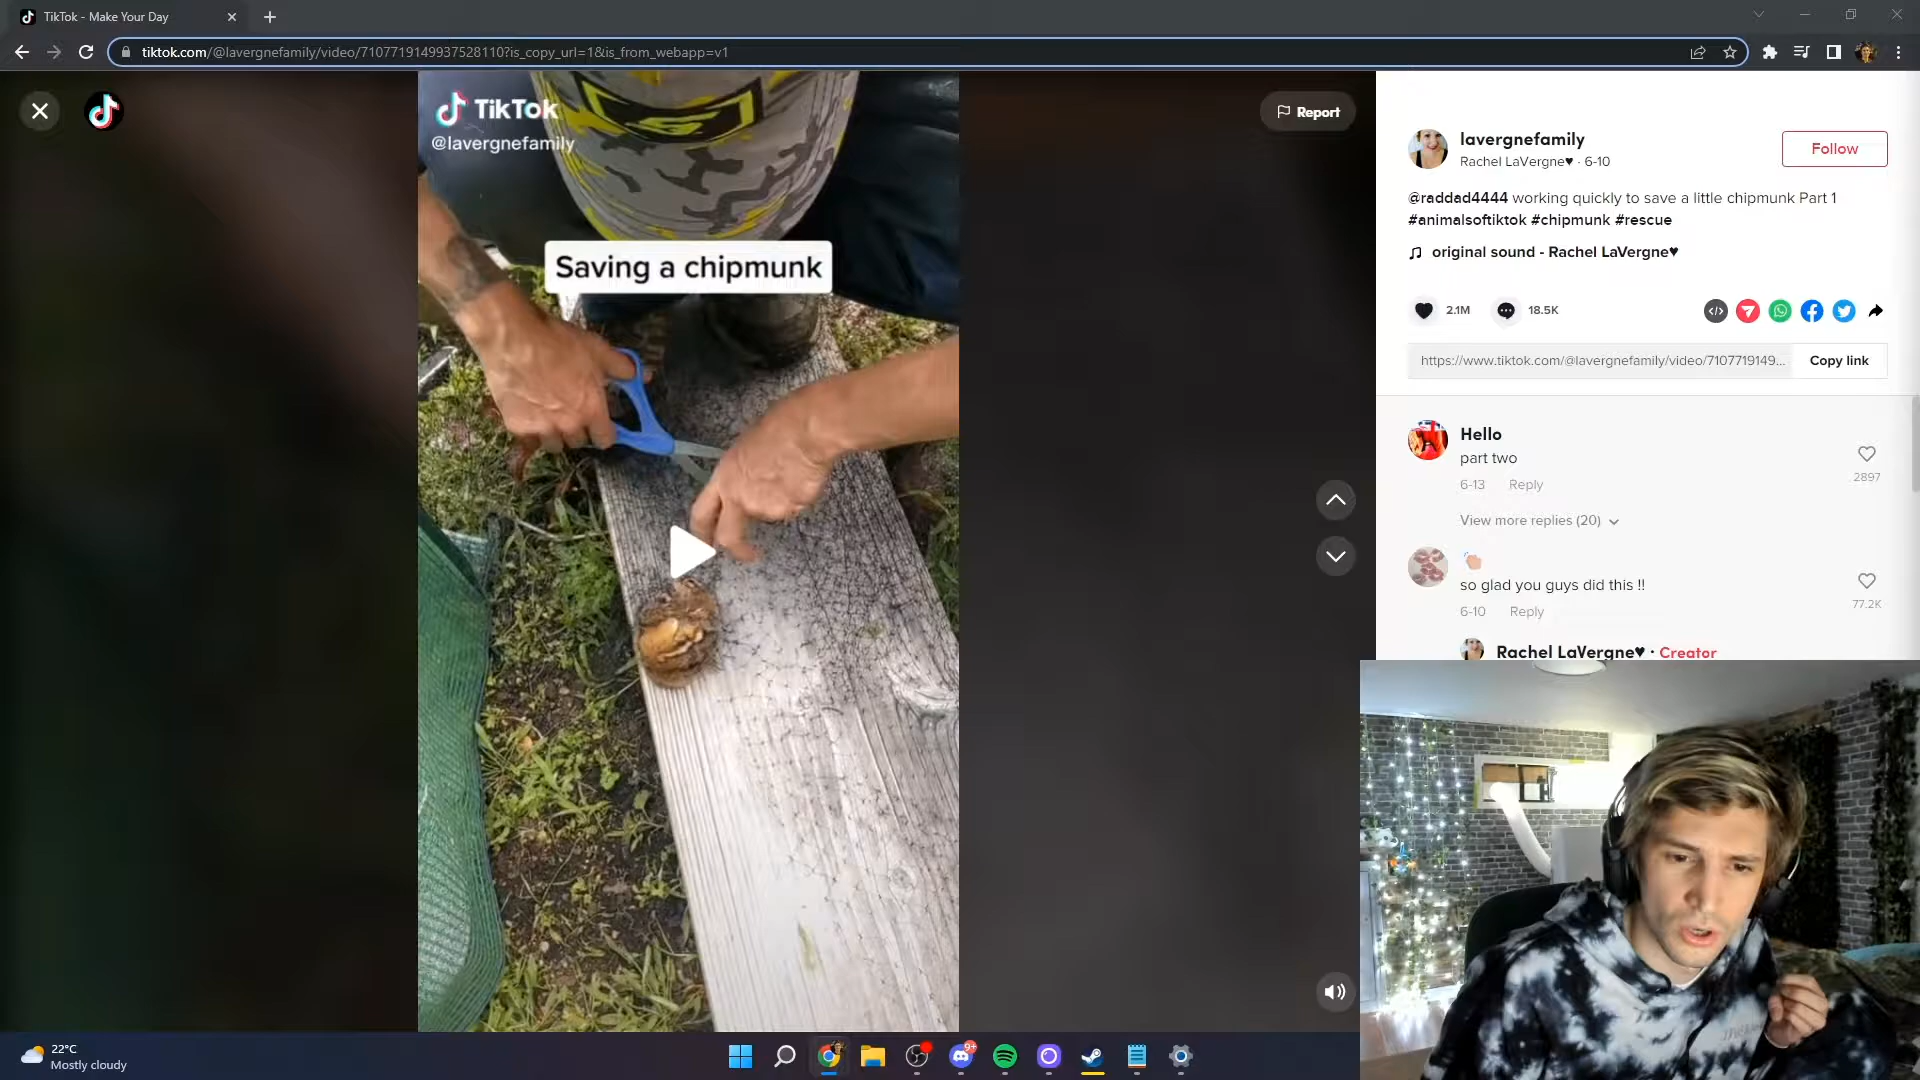 TikTok - Make Your Day
tiktok.com/@lavergnefamily/video/7107719149937528110?is_copy_url=1&is_from_webapp=v1
TikTok
@lavergnefamily
Report
Saving a chipmunk
lavergnefamily
Rachel LaVergne♥ · 6-10
Follow
@raddad4444 working quickly to save a little chipmunk Part 1
#animalsoftiktok #chipmunk #rescue
original sound - Rachel LaVergne♥
2.1M
18.5K
https://www.tiktok.com/@lavergnefamily/video/710771914​9...
Copy link
Hello
part two
2897
6-13 Reply
View more replies (20)
so glad you guys did this !!
77.2K
6-10 Reply
Rachel LaVergne♥ · Creator
22°C
Mostly cloudy
9+